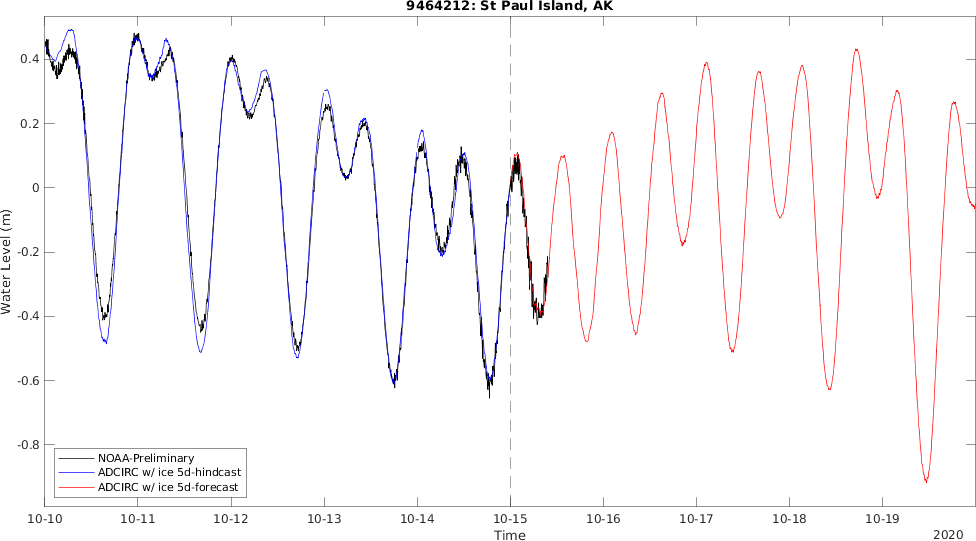 9464212: St Paul Island, AK
Water Level (m)
0.4
0.2
0
-0.2
-0.4
-0.6
-0.8
NOAA-Preliminary
ADCIRC w/ ice 5d-hindcast
ADCIRC w/ ice 5d-forecast
10-10 10-11 10-12 10-13 10-14 10-15 10-16 10-17 10-18 10-19
Time
2020